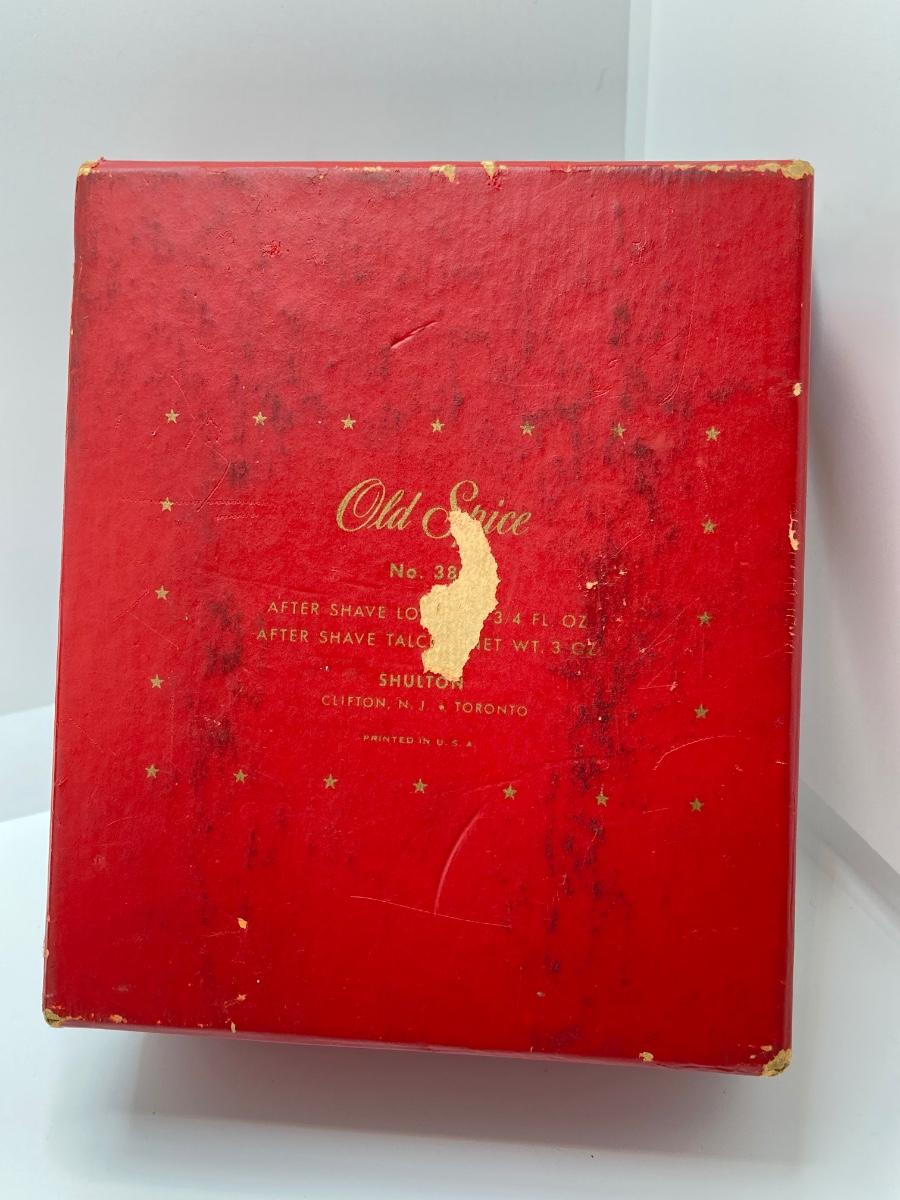 Old Spice
No. 38
AFTER SHAVE LO 3/4 FL OZ.
AFTER SHAVE TALC NET WT. 3 OZ.
SHULTON
CLIFTON, N. J. ★ TORONTO
PRINTED IN U. S. A.